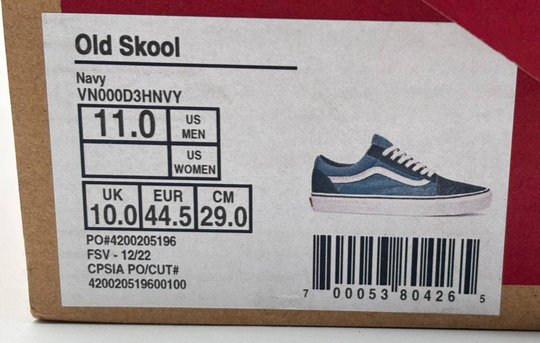 Old Skool
Navy
VN000D3HNVY
11.0 US MEN
US WOMEN
UK EUR CM
10.0 44.5 29.0
PO#4200205196
FSV - 12/22
CPSIA PO/CUT#
420020519600100
7 00053 80426 5